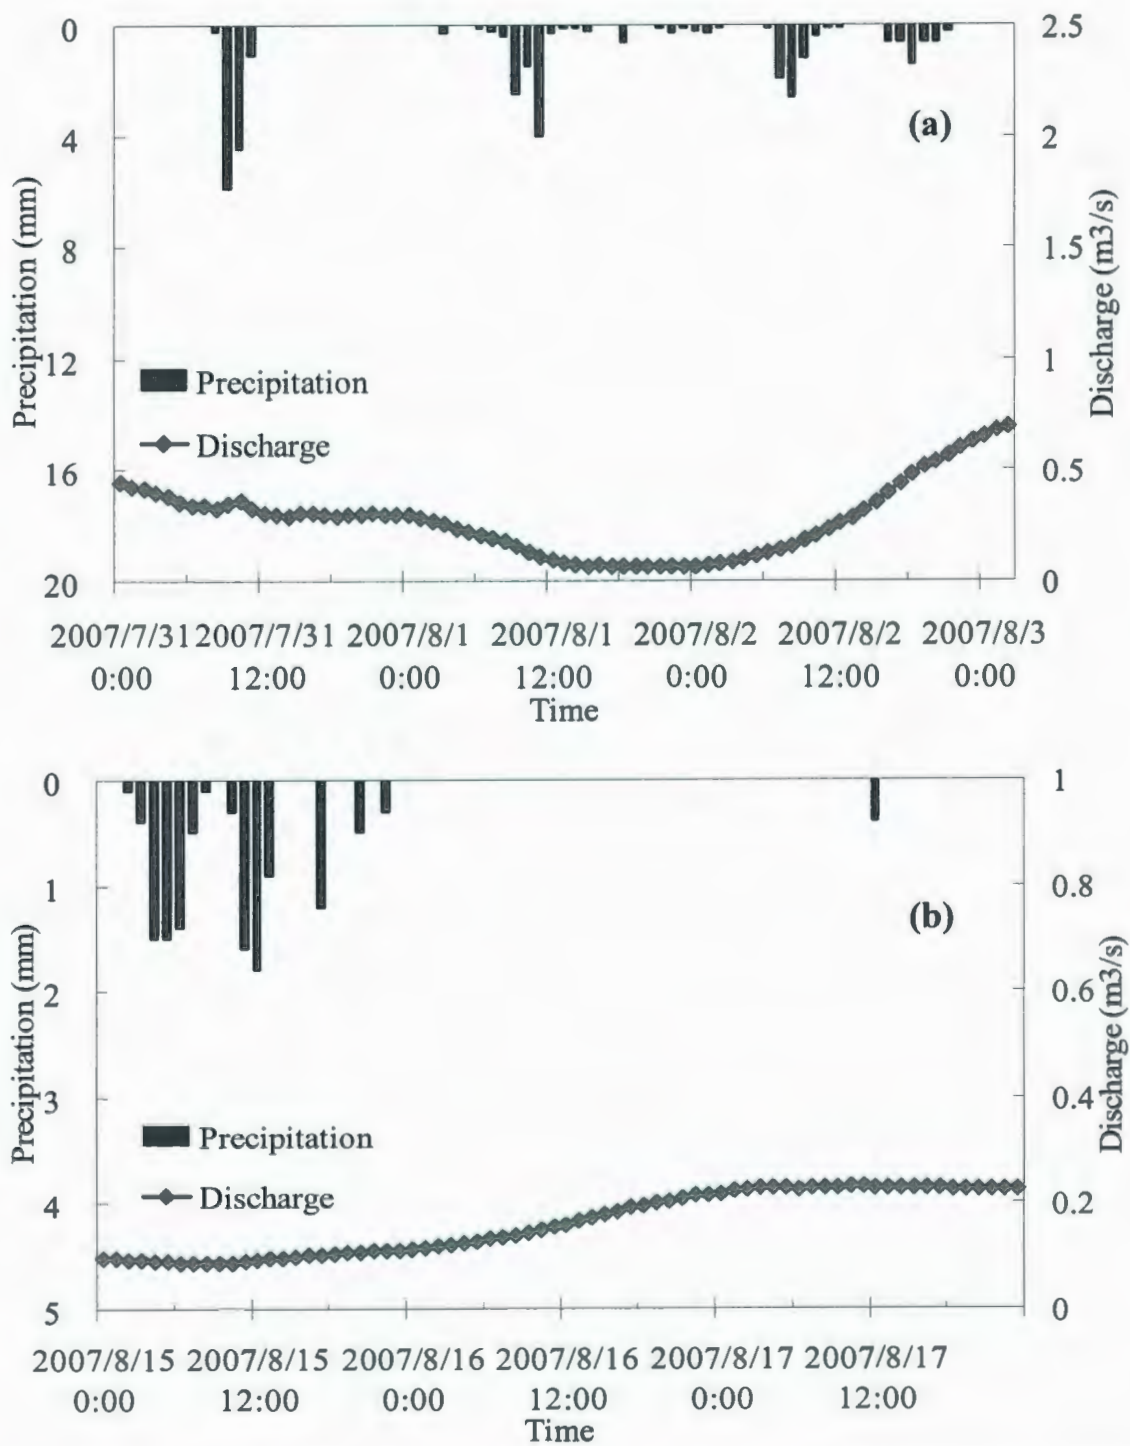 0
2.5
(a)
4
2
Precipitation (mm)
Discharge (m3/s)
8
1.5
12
1
Precipitation
Discharge
16
0.5
20
0
2007/7/31 2007/7/31 2007/8/1 2007/8/1 2007/8/2 2007/8/2 2007/8/3
0:00 12:00 0:00 12:00 0:00 12:00 0:00
Time
0
1
1
0.8
(b)
Precipitation (mm)
Discharge (m3/s)
2
0.6
3
0.4
Precipitation
Discharge
4
0.2
5
0
2007/8/15 2007/8/15 2007/8/16 2007/8/16 2007/8/17 2007/8/17
0:00 12:00 0:00 12:00 0:00 12:00
Time